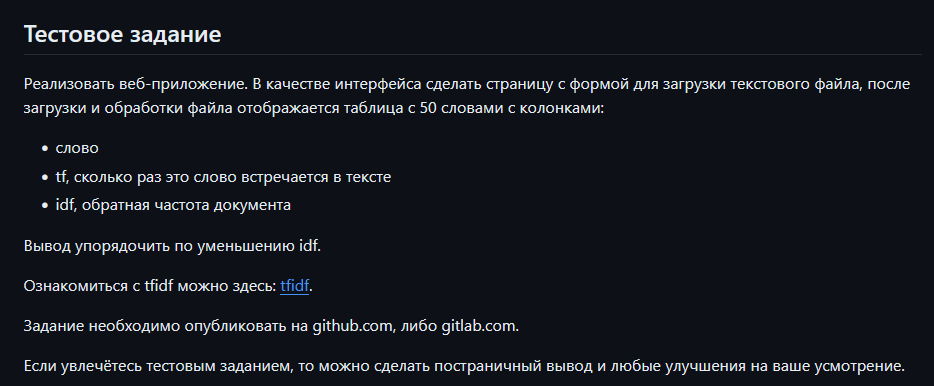 Тестовое задание
Реализовать веб-приложение. В качестве интерфейса сделать страницу с формой для загрузки текстового файла, после
загрузки и обработки файла отображается таблица с 50 словами с колонками:
• слово
• tf, сколько раз это слово встречается в тексте
• idf, обратная частота документа
Вывод упорядочить по уменьшению idf.
Ознакомиться с tfidf можно здесь: tfidf.
Задание необходимо опубликовать на github.com, либо gitlab.com.
Если увлечётесь тестовым заданием, то можно сделать постраничный вывод и любые улучшения на ваше усмотрение.